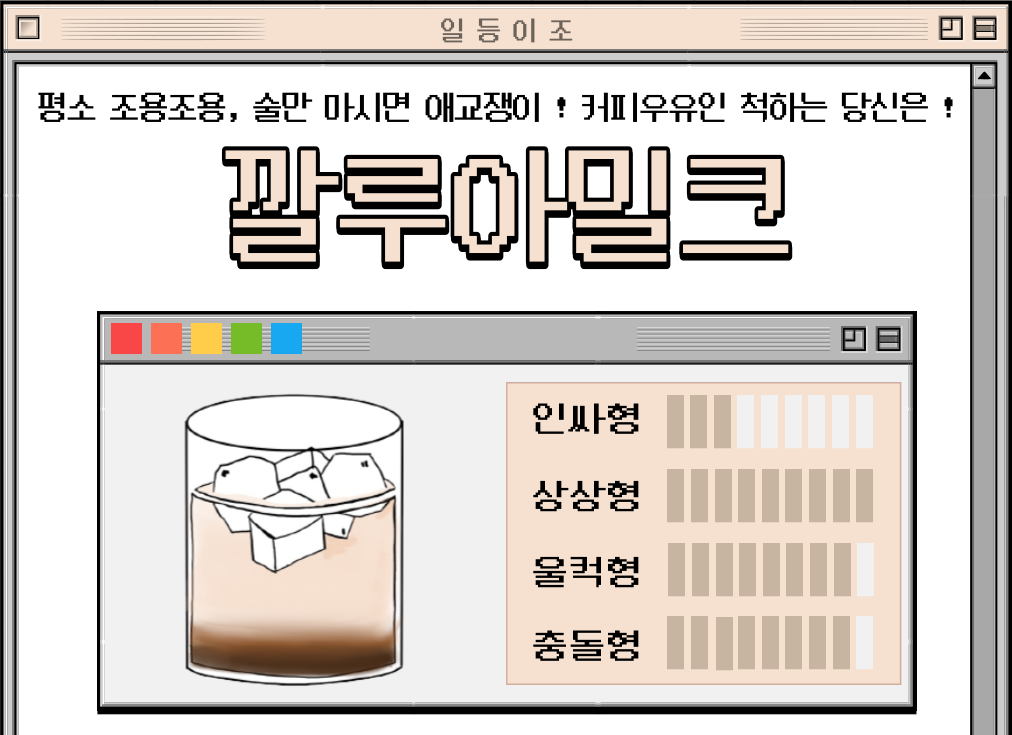 일등이조
평소 조용조용, 술만 마시면 애교쟁이 ! 커피우유인 척하는 당신은 !
깔루아밀크
인싸형
상상형
울컥형
충돌형